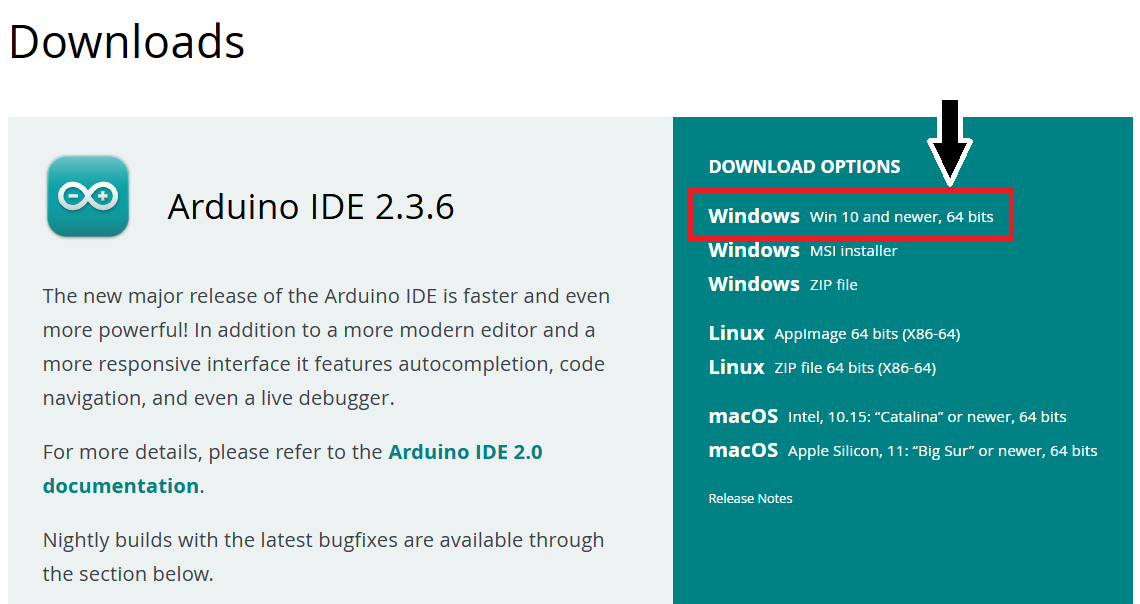 Downloads
Arduino IDE 2.3.6
The new major release of the Arduino IDE is faster and even
more powerful! In addition to a more modern editor and a
more responsive interface it features autocompletion, code
navigation, and even a live debugger.
For more details, please refer to the Arduino IDE 2.0
documentation.
Nightly builds with the latest bugfixes are available through
the section below.
DOWNLOAD OPTIONS
Windows Win 10 and newer, 64 bits
Windows MSI installer
Windows ZIP file
Linux AppImage 64 bits (X86-64)
Linux ZIP file 64 bits (X86-64)
macOS Intel, 10.15: “Catalina” or newer, 64 bits
macOS Apple Silicon, 11: “Big Sur” or newer, 64 bits
Release Notes